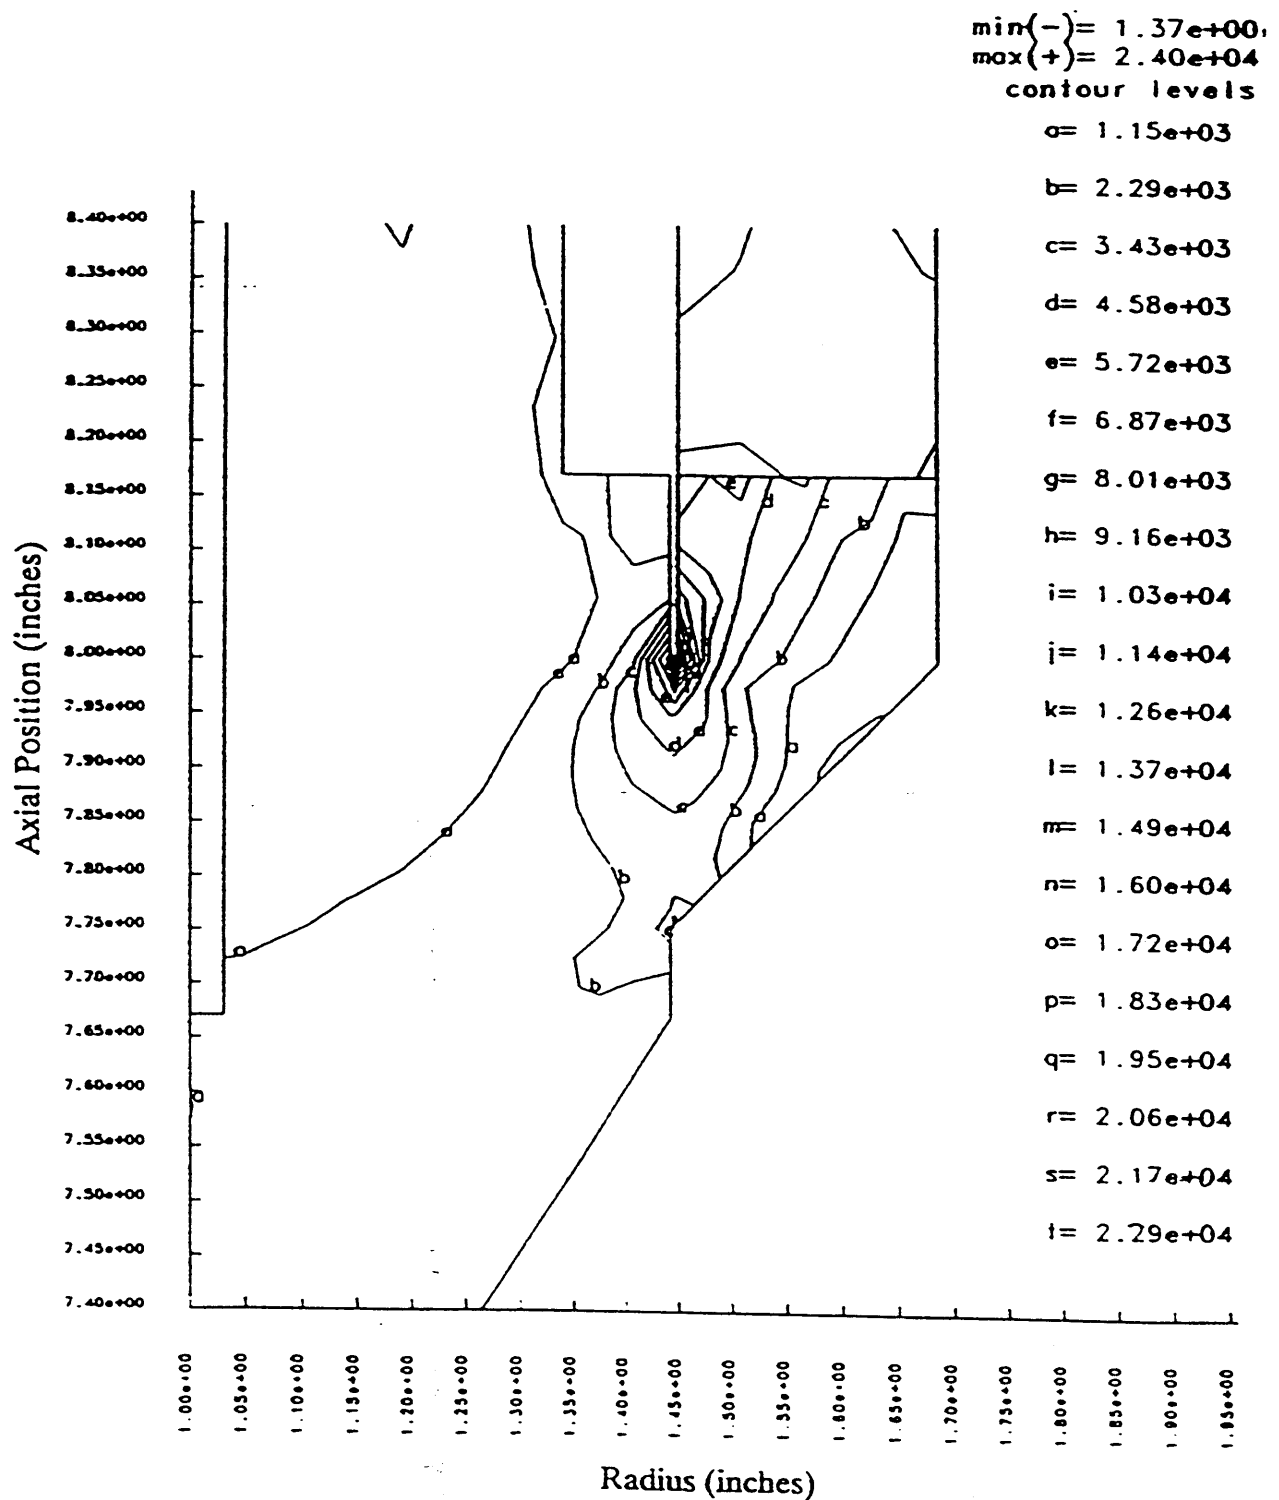 min(-)= 1.37e+00
max(+)= 2.40e+04
contour levels
a= 1.15e+03
b= 2.29e+03
c= 3.43e+03
d= 4.58e+03
e= 5.72e+03
f= 6.87e+03
g= 8.01e+03
h= 9.16e+03
i= 1.03e+04
j= 1.14e+04
k= 1.26e+04
l= 1.37e+04
m= 1.49e+04
n= 1.60e+04
o= 1.72e+04
p= 1.83e+04
q= 1.95e+04
r= 2.06e+04
s= 2.17e+04
t= 2.29e+04
Axial Position (inches)
8.40e+00
8.35e+00
8.30e+00
8.25e+00
8.20e+00
8.15e+00
8.10e+00
8.05e+00
8.00e+00
7.95e+00
7.90e+00
7.85e+00
7.80e+00
7.75e+00
7.70e+00
7.65e+00
7.60e+00
7.55e+00
7.50e+00
7.45e+00
7.40e+00
d
c
b
a
b
b
e
d
c
a
b
a
a
b
a
b
a
1.00e+00
1.05e+00
1.10e+00
1.15e+00
1.20e+00
1.25e+00
1.30e+00
1.35e+00
1.40e+00
1.45e+00
1.50e+00
1.55e+00
1.60e+00
1.65e+00
1.70e+00
1.75e+00
1.80e+00
1.85e+00
1.90e+00
1.95e+00
Radius (inches)